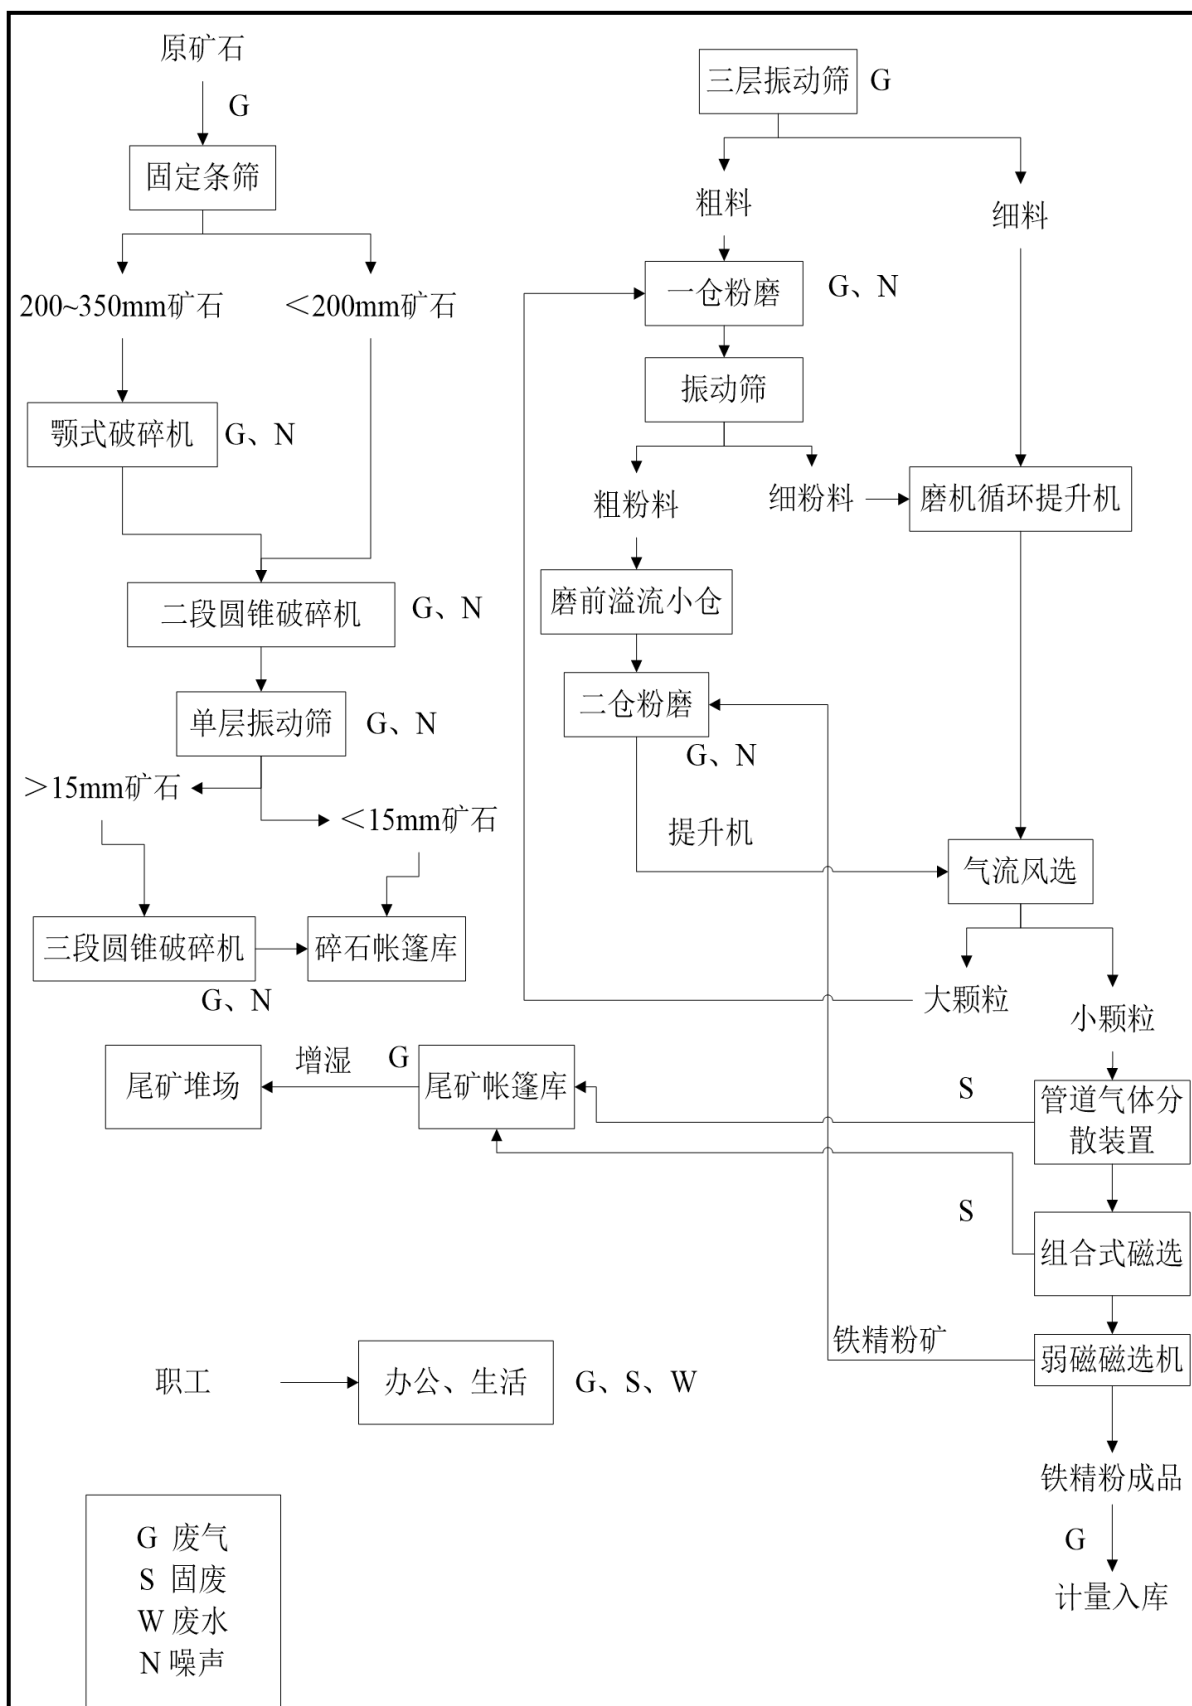 原矿石
G
固定条筛
200~350mm矿石
＜200mm矿石
颚式破碎机
G、N
二段圆锥破碎机
G、N
单层振动筛
G、N
＞15mm矿石
＜15mm矿石
三段圆锥破碎机
G、N
碎石帐篷库
三层振动筛
G
粗料
细料
一仓粉磨
G、N
振动筛
粗粉料
细粉料
磨机循环提升机
磨前溢流小仓
二仓粉磨
G、N
提升机
气流风选
大颗粒
小颗粒
管道气体分
散装置
S
组合式磁选
S
尾矿帐篷库
G
增湿
尾矿堆场
弱磁磁选机
铁精粉矿
铁精粉成品
G
计量入库
职工
办公、生活
G、S、W
G 废气
S 固废
W 废水
N 噪声